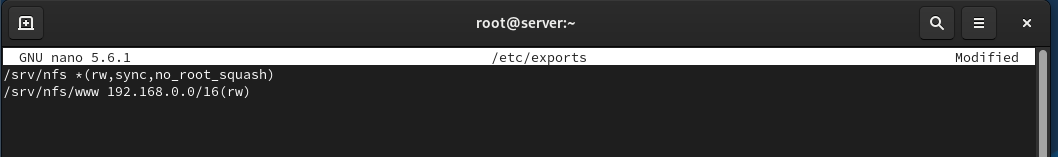 root@server:~
GNU nano 5.6.1 /etc/exports Modified
/srv/nfs *(rw,sync,no_root_squash)
/srv/nfs/www 192.168.0.0/16(rw)